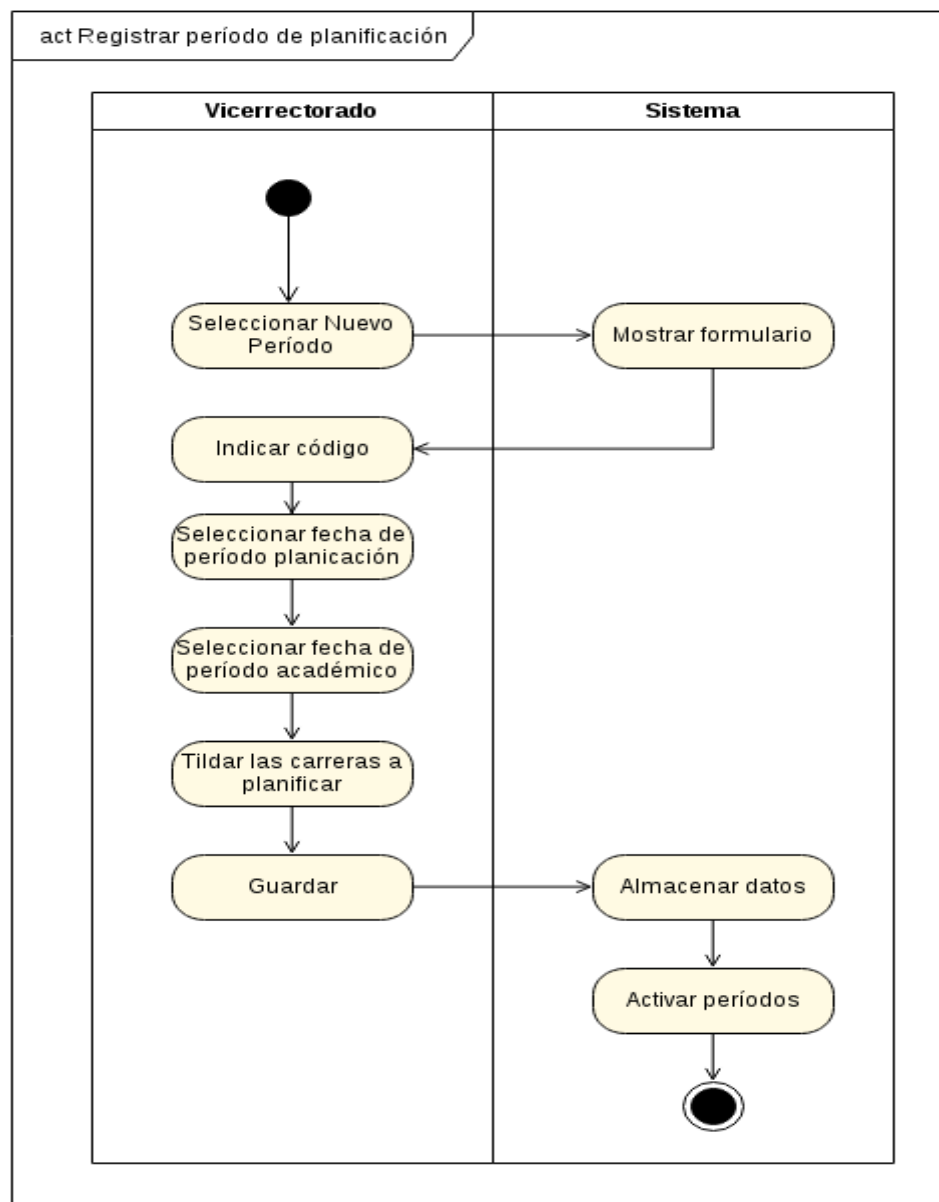 act Registrar período de planificación
Vicerrectorado
Sistema
Seleccionar Nuevo
Período
Mostrar formulario
Indicar código
Seleccionar fecha de
período planicación
Seleccionar fecha de
período académico
Tildar las carreras a
planificar
Guardar
Almacenar datos
Activar períodos